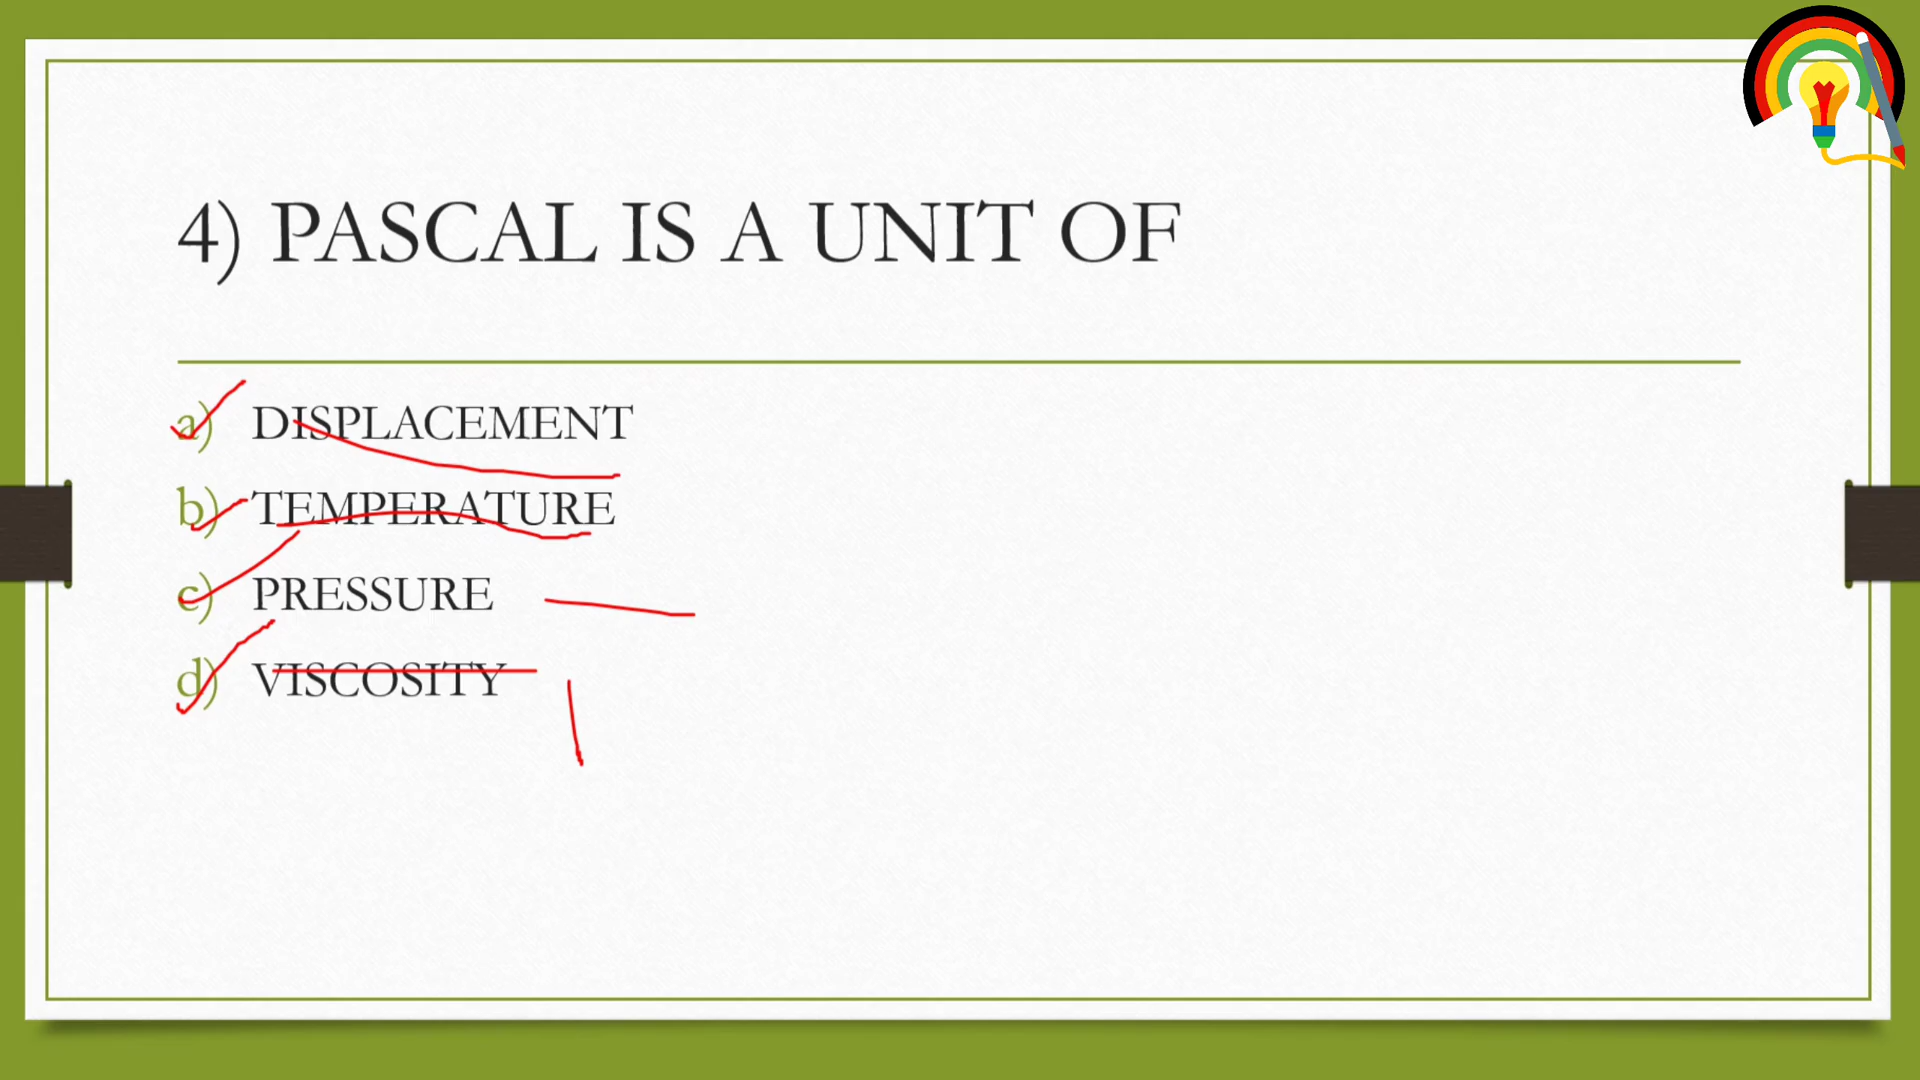 4) PASCAL IS A UNIT OF
a) DISPLACEMENT
b) TEMPERATURE
c) PRESSURE
d) VISCOSITY